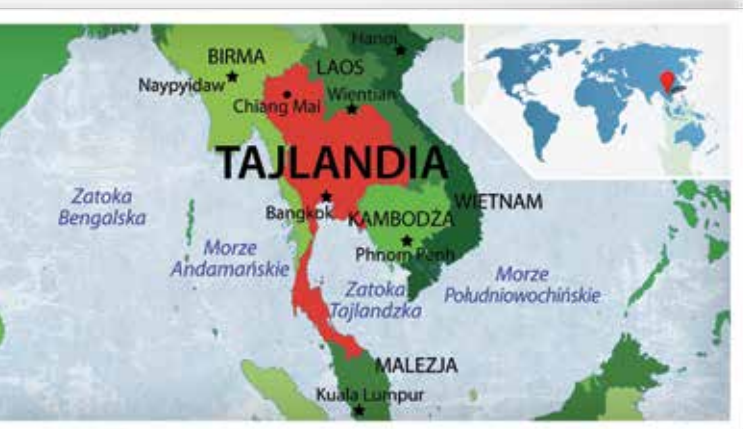 Hanoi
BIRMA
LAOS
Naypyidaw
Chiang Mai
Wientian
TAJLANDIA
Zatoka
Bengalska
WIETNAM
Bangkok
KAMBODŻA
Morze
Andamańskie
Phnom Penh
Zatoka
Tajlandzka
Morze
Południowochińskie
MALEZJA
Kuala Lumpur